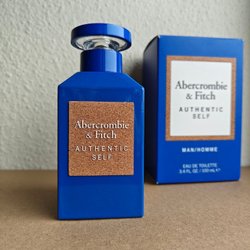 Abercrombie
& Fitch
AUTHENTIC
SELF
Abercrombie
& Fitch
AUTHENTIC
SELF
MAN/HOMME
EAU DE TOILETTE
3.4 FL. OZ / 100 mL ℮